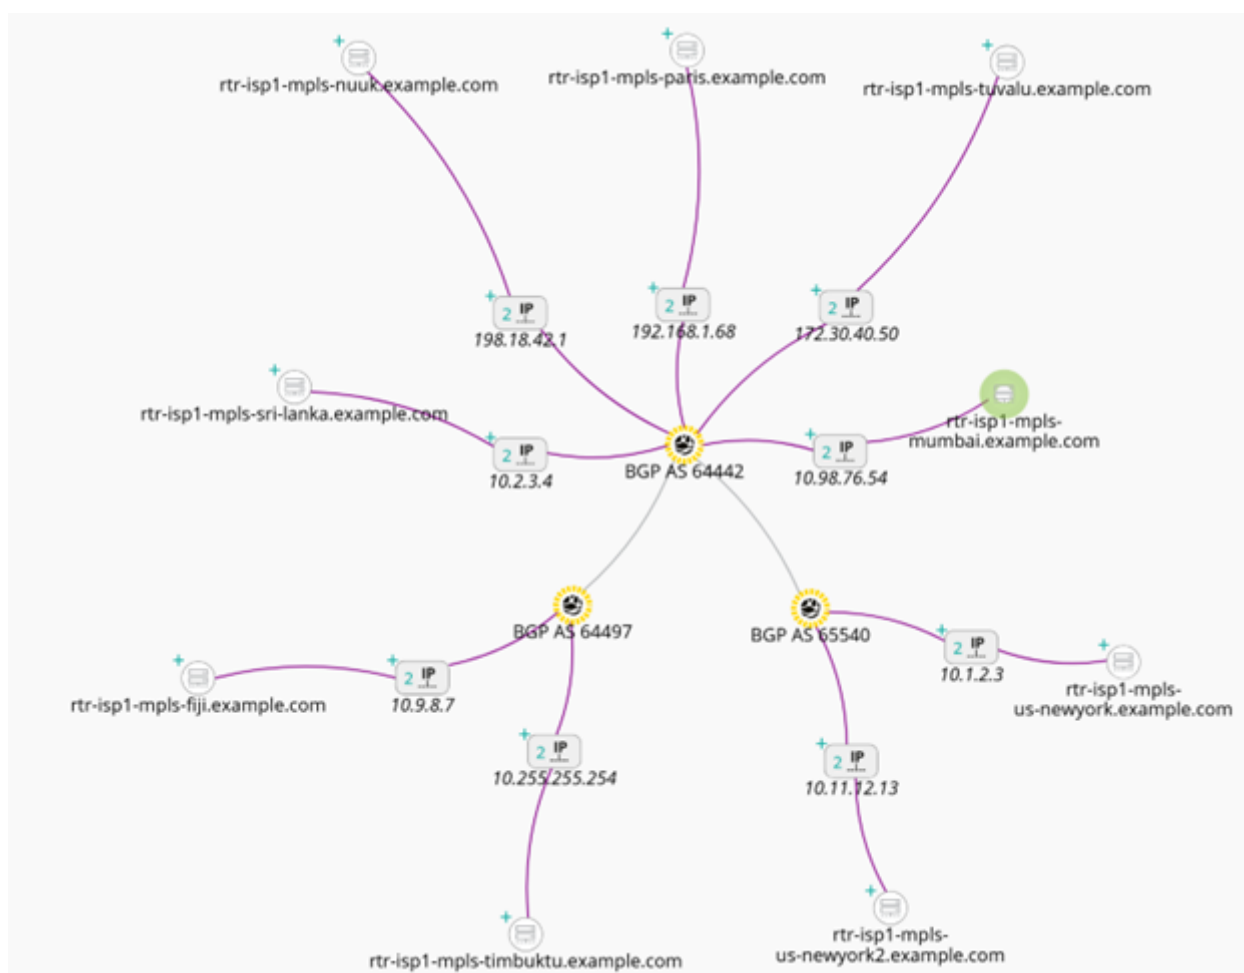 rtr-isp1-mpls-nuuk.example.com
rtr-isp1-mpls-paris.example.com
rtr-isp1-mpls-tuvalu.example.com
2 IP
198.18.42.1
2 IP
192.168.1.68
2 IP
172.30.40.50
rtr-isp1-mpls-sri-lanka.example.com
rtr-isp1-mpls-
mumbai.example.com
2 IP
10.2.3.4
BGP AS 64442
2 IP
10.98.76.54
BGP AS 64497
BGP AS 65540
rtr-isp1-mpls-fiji.example.com
2 IP
10.9.8.7
2 IP
10.1.2.3
rtr-isp1-mpls-
us-newyork.example.com
2 IP
10.255.255.254
2 IP
10.11.12.13
rtr-isp1-mpls-timbuktu.example.com
rtr-isp1-mpls-
us-newyork2.example.com